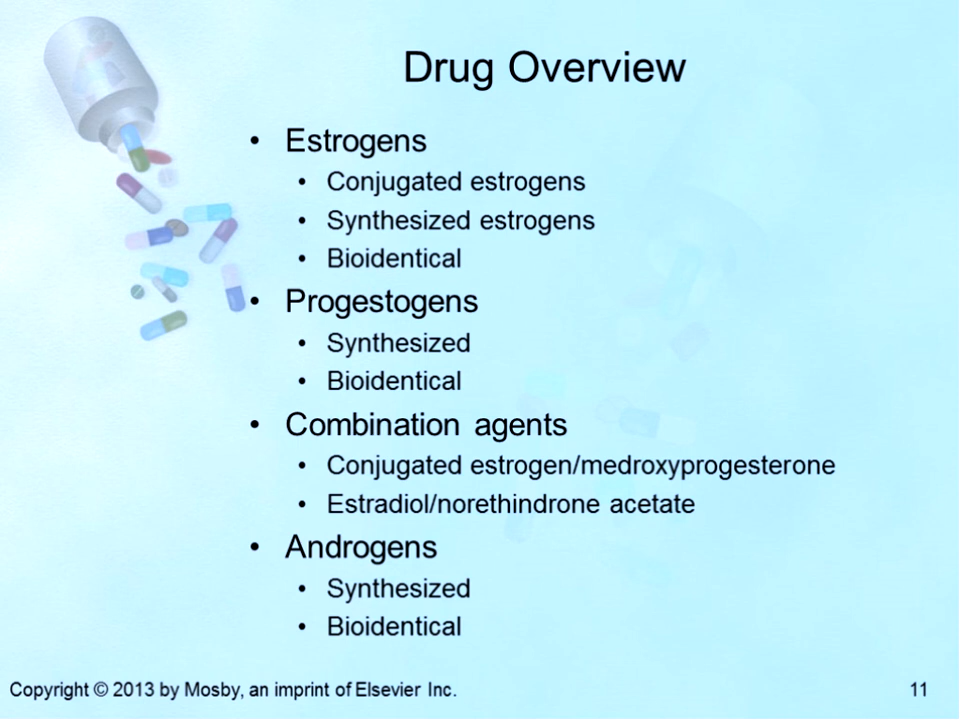 Drug Overview
• Estrogens
• Conjugated estrogens
• Synthesized estrogens
• Bioidentical
• Progestogens
• Synthesized
• Bioidentical
• Combination agents
• Conjugated estrogen/medroxyprogesterone
• Estradiol/norethindrone acetate
• Androgens
• Synthesized
• Bioidentical
Copyright © 2013 by Mosby, an imprint of Elsevier Inc.
11